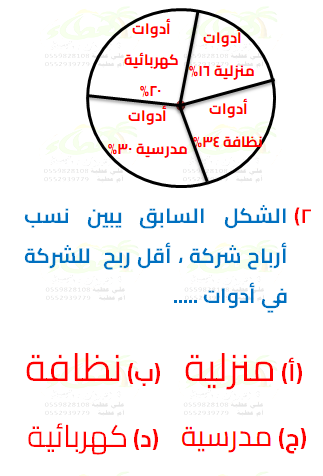 أدوات
كهربائية
٢٠%
أدوات
منزلية ١٦%
أدوات
نظافة ٣٤%
أدوات
مدرسية ٣٠%
٢) الشكل السابق يبين نسب
أرباح شركة ، أقل ربح للشركة
في أدوات .....
(أ) منزلية (ب) نظافة
(ج) مدرسية (د) كهربائية